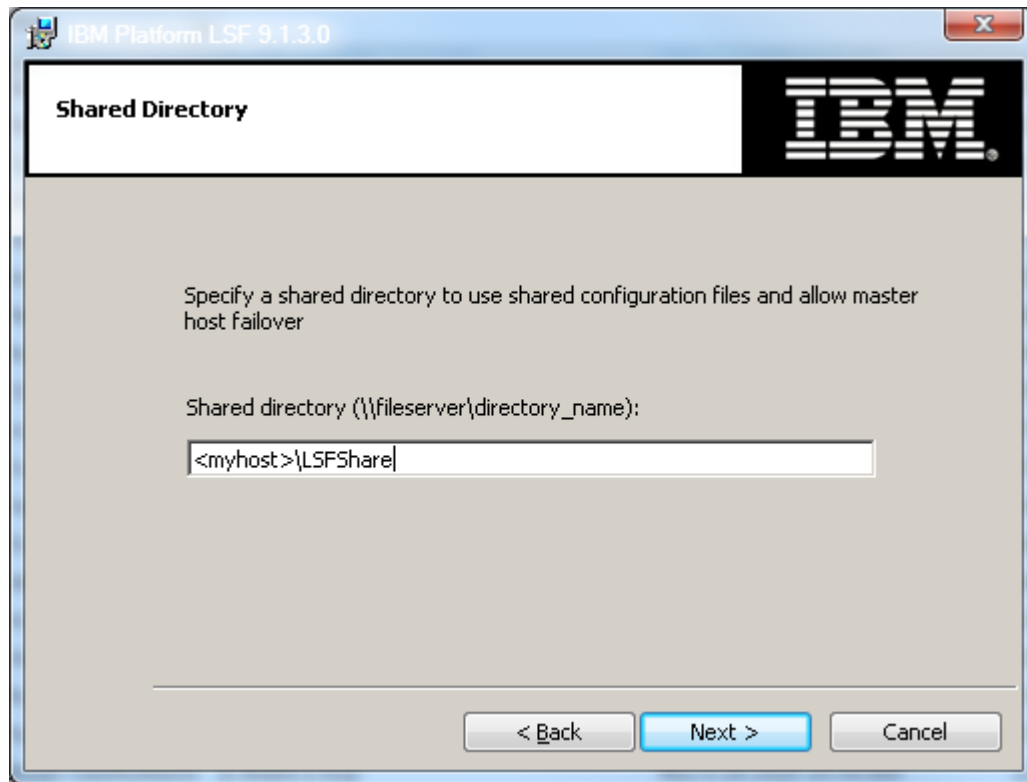 IBM Platform LSF 9.1.3.0
Shared Directory
IBM®
Specify a shared directory to use shared configuration files and allow master
host failover
Shared directory (\\fileserver\directory_name):
<myhost>\LSFShare
< Back
Next >
Cancel